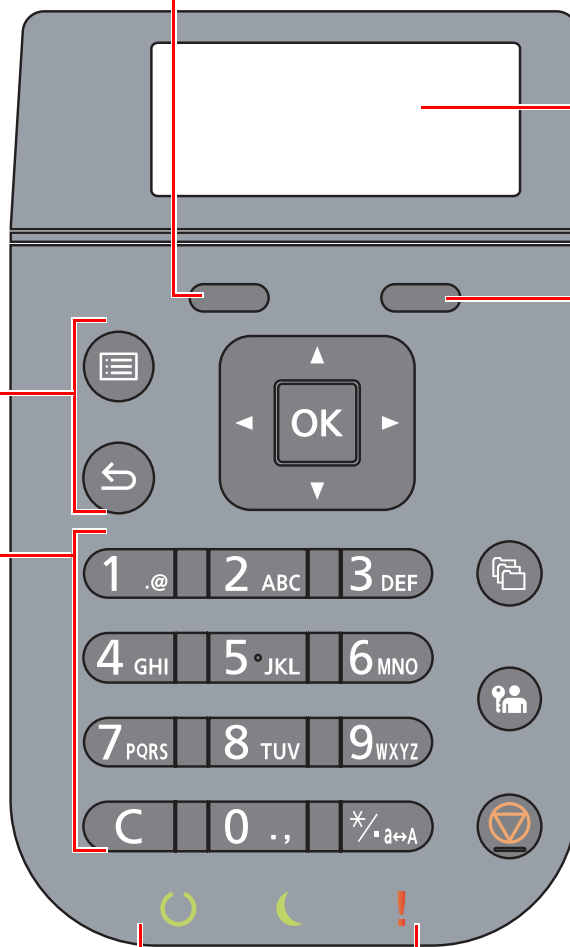 OK
1 .@ 2 ABC 3 DEF
4 GHI 5 JKL 6 MNO
7 PQRS 8 TUV 9 WXYZ
C 0 ., */. a↔A
!